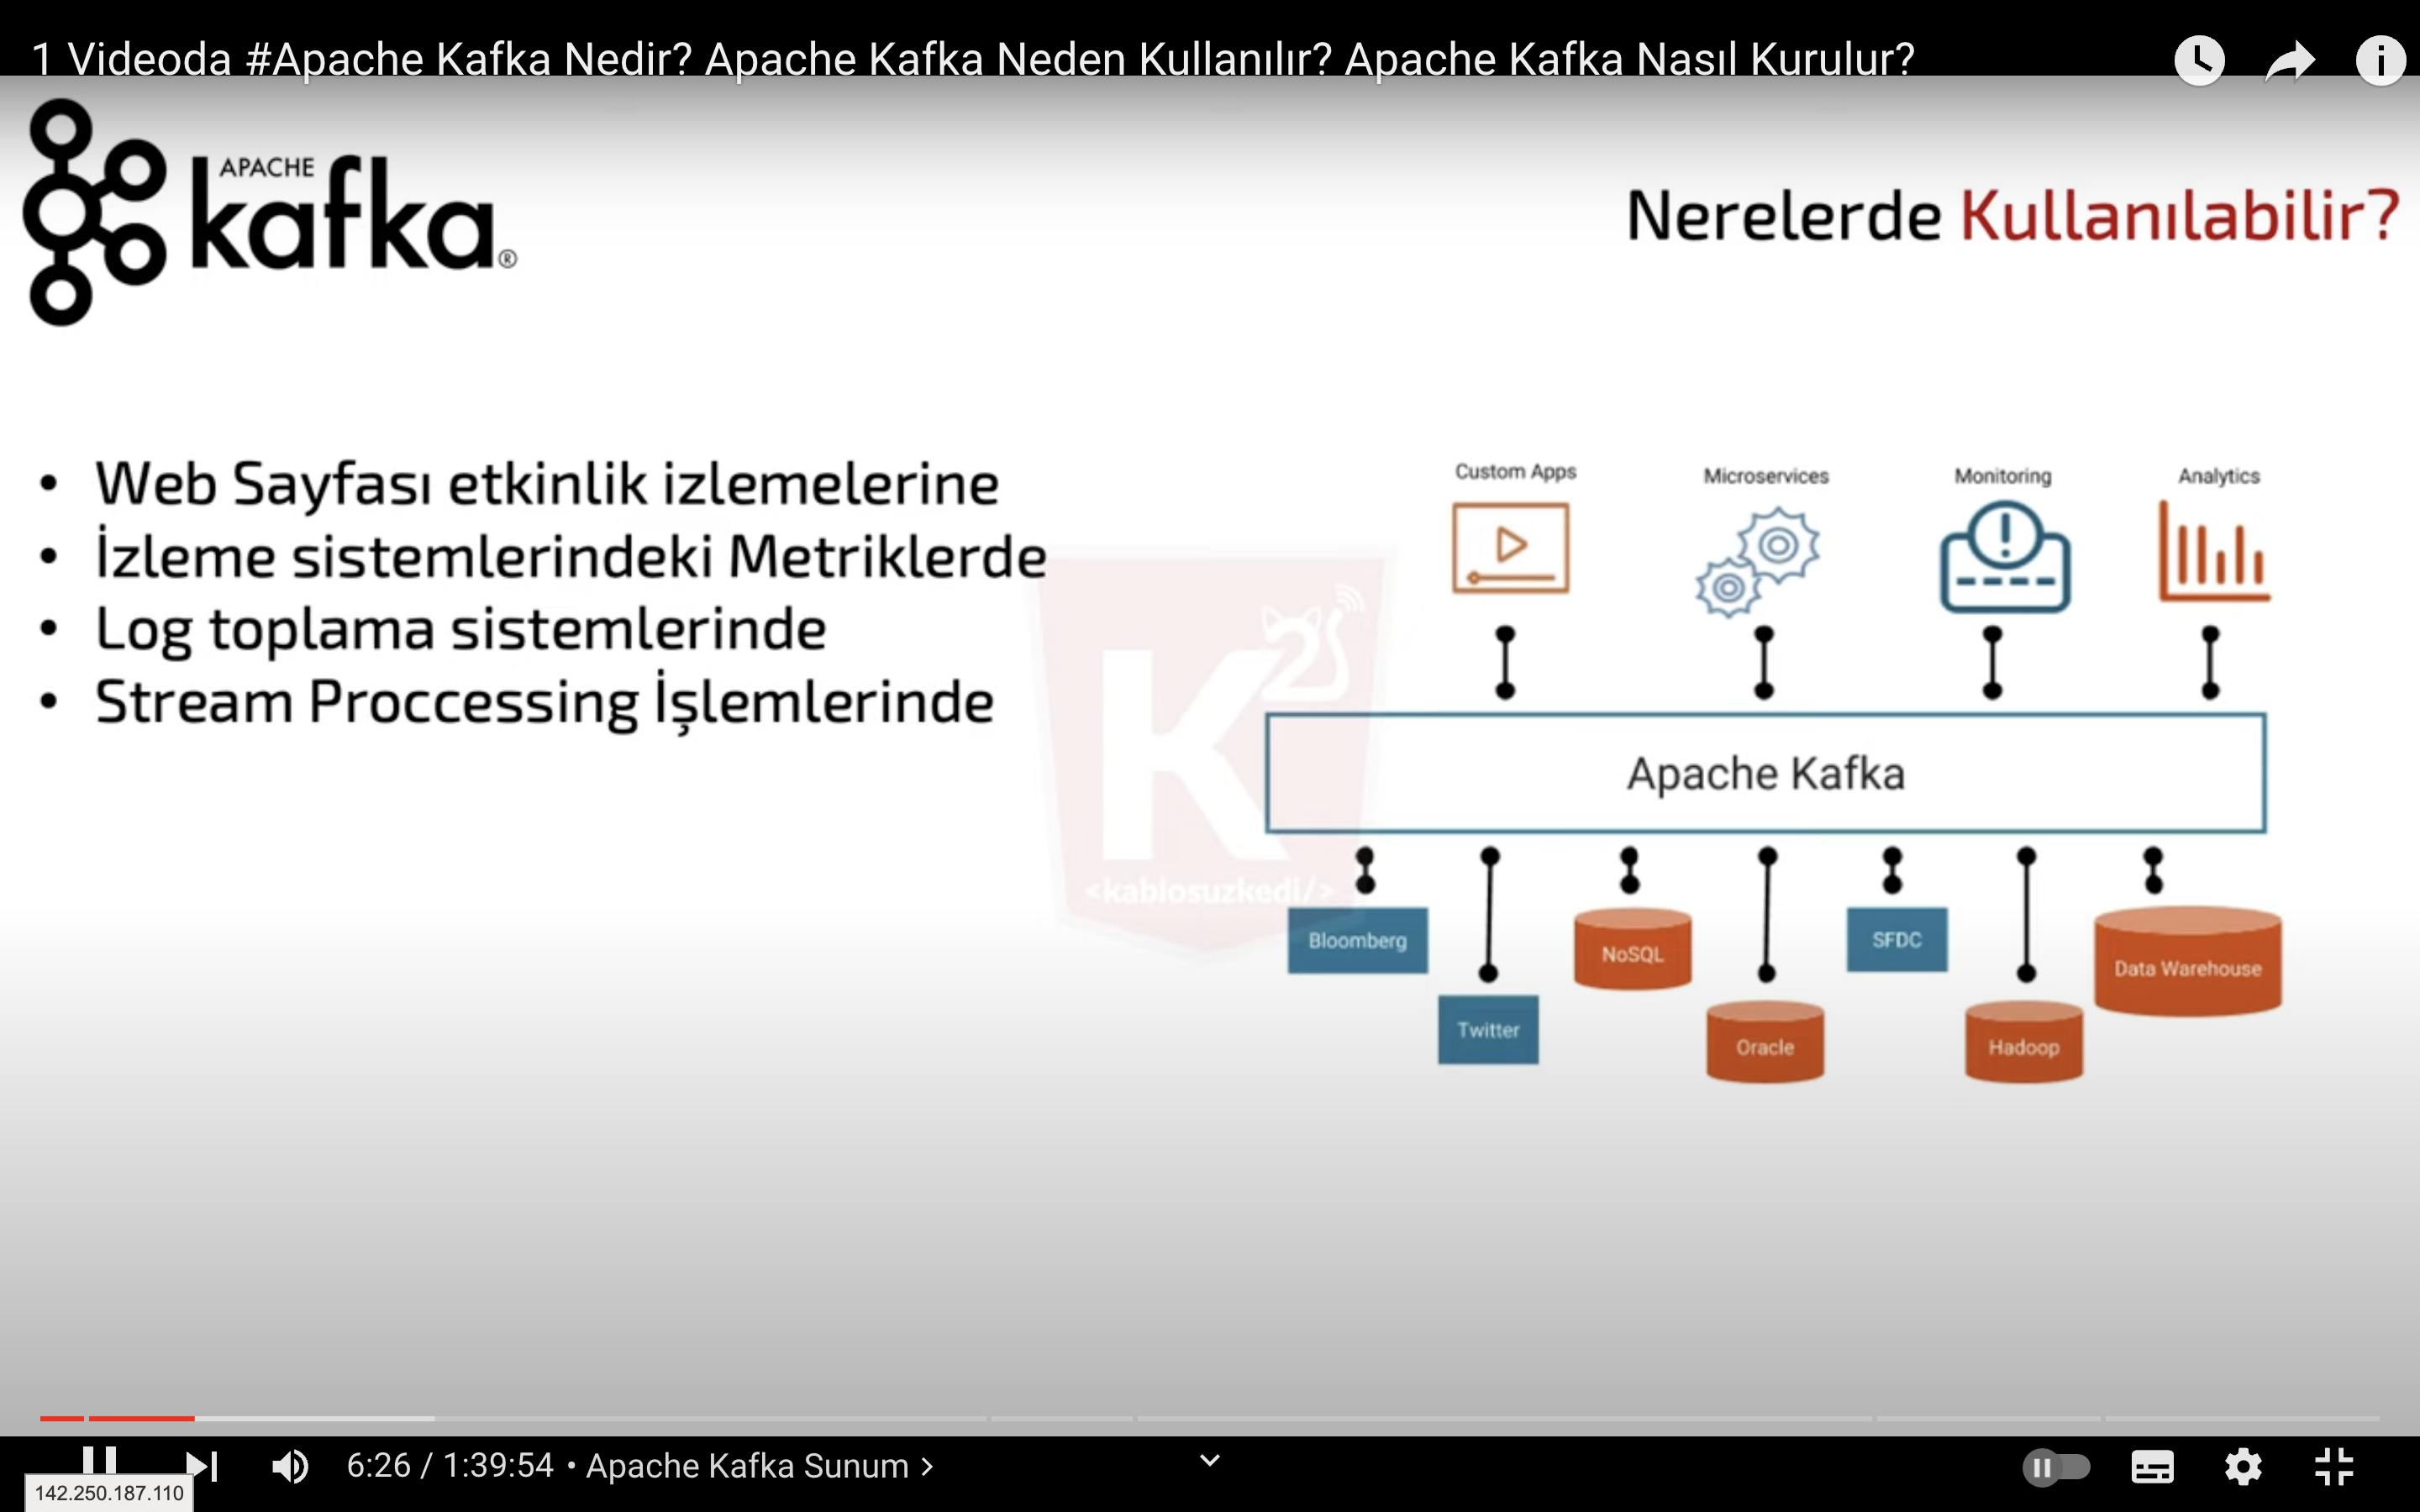 1 Videoda #Apache Kafka Nedir? Apache Kafka Neden Kullanılır? Apache Kafka Nasıl Kurulur?
APACHE
kafka®
Nerelerde Kullanılabilir?
• Web Sayfası etkinlik izlemelerine
• İzleme sistemlerindeki Metriklerde
• Log toplama sistemlerinde
• Stream Proccessing İşlemlerinde
Custom Apps
Microservices
Monitoring
Analytics
Apache Kafka
K
<kablosuzkedi/>
Bloomberg
NoSQL
SFDC
Data Warehouse
Twitter
Oracle
Hadoop
6:26 / 1:39:54 • Apache Kafka Sunum >
142.250.187.110